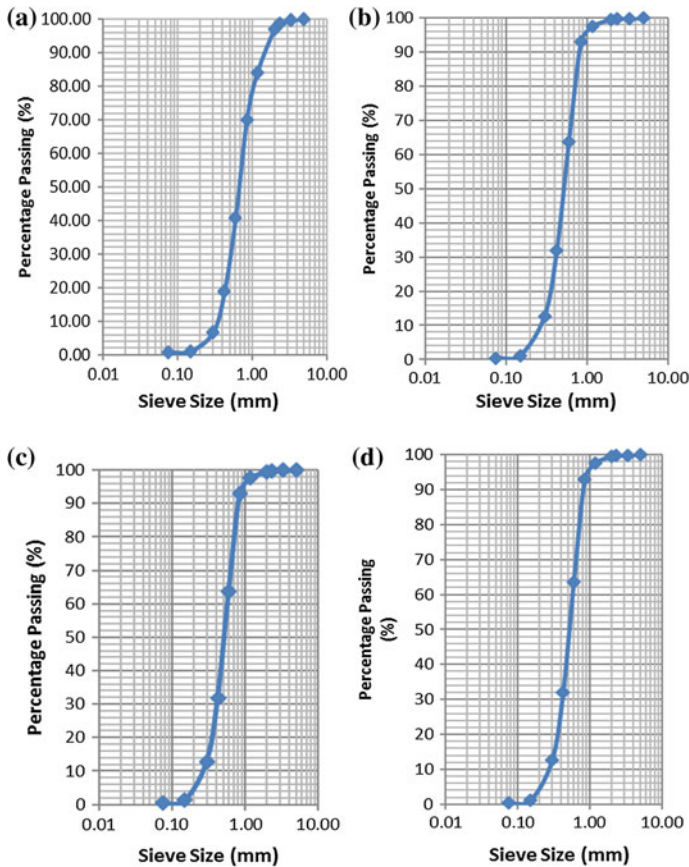 (a)
Percentage Passing (%)
100.00
90.00
80.00
70.00
60.00
50.00
40.00
30.00
20.00
10.00
0.00
0.01 0.10 1.00 10.00
Sieve Size (mm)
(b)
Percentage Passing (%)
100
90
80
70
60
50
40
30
20
10
0
0.01 0.10 1.00 10.00
Sieve Size (mm)
(c)
Percentage Passing (%)
100
90
80
70
60
50
40
30
20
10
0
0.01 0.10 1.00 10.00
Sieve Size (mm)
(d)
Percentage Passing
(%)
100
90
80
70
60
50
40
30
20
10
0
0.01 0.10 1.00 10.00
Sieve Size (mm)